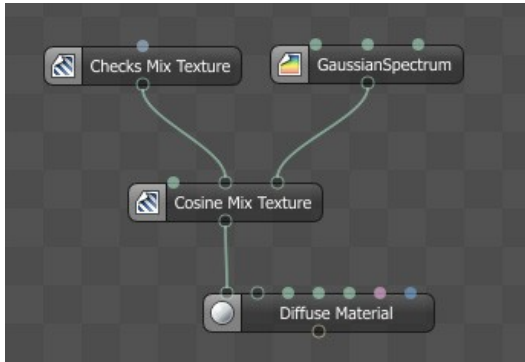 Checks Mix Texture
GaussianSpectrum
Cosine Mix Texture
Diffuse Material